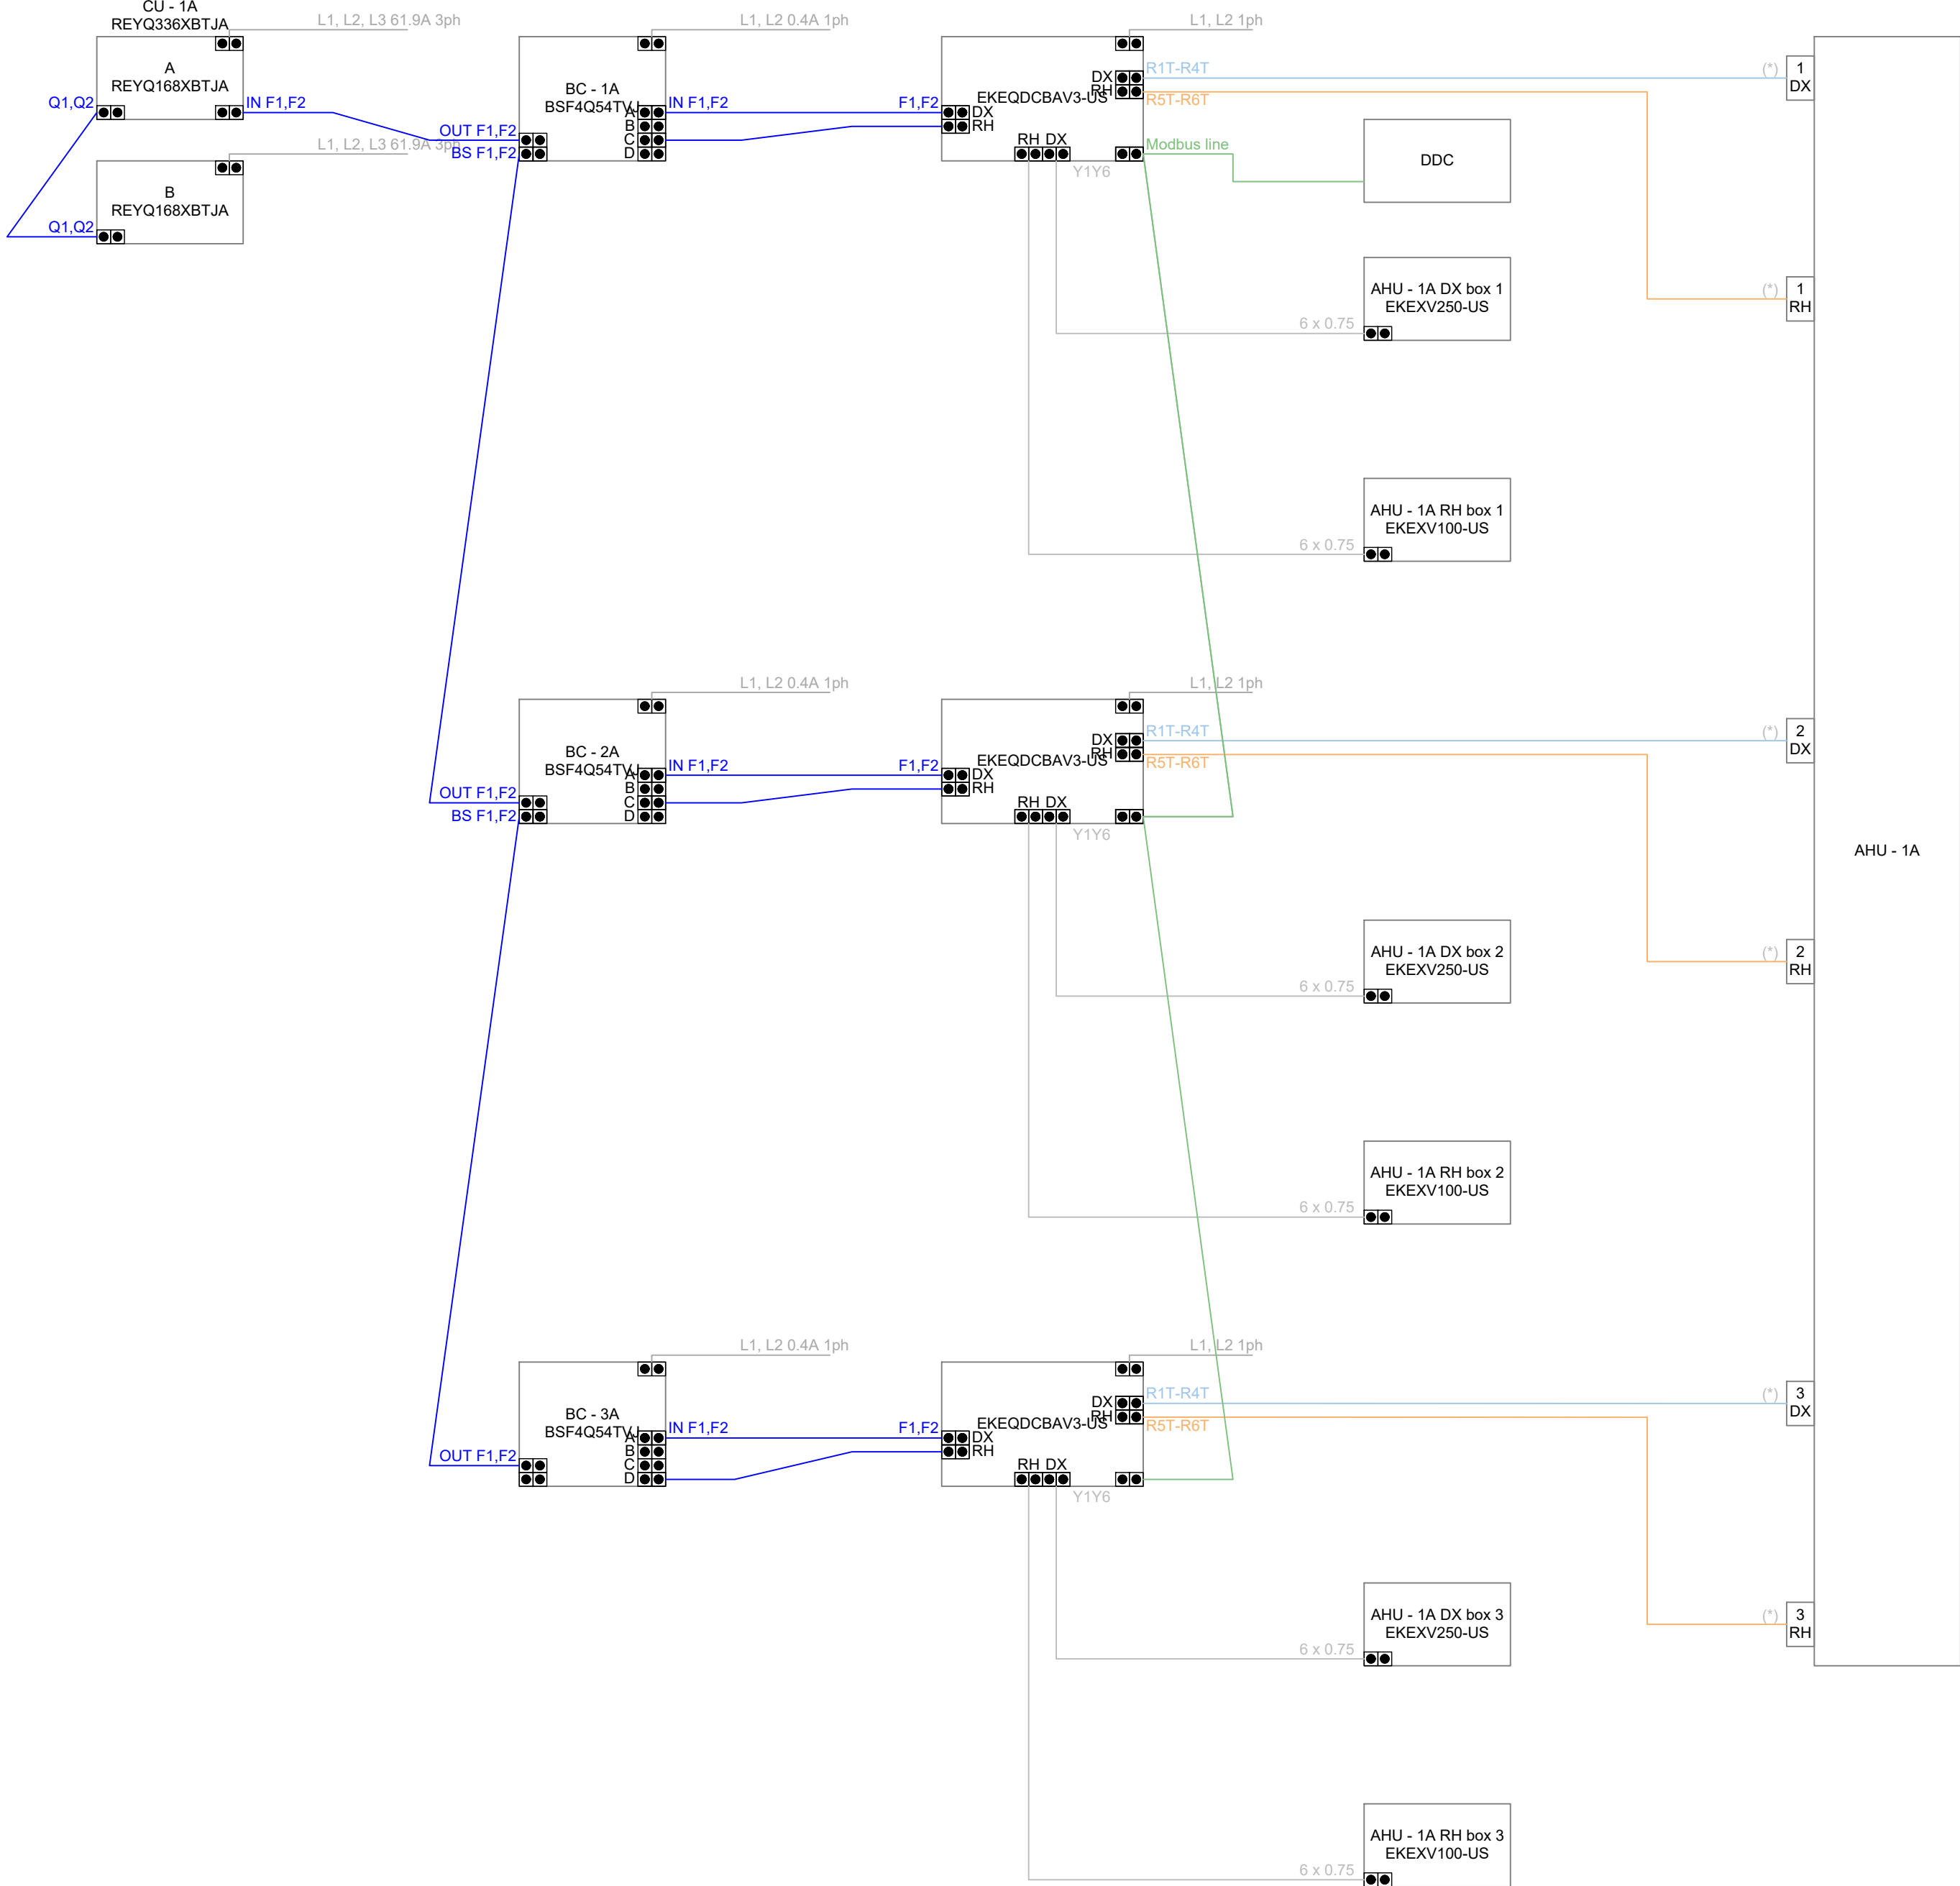 CU - 1A
REYQ336XBTJA
L1, L2, L3 61.9A 3ph
L1, L2 0.4A 1ph
L1, L2 1ph
A
REYQ168XBTJA
Q1,Q2
IN F1,F2
OUT F1,F2
BS F1,F2
L1, L2, L3 61.9A 3ph
B
REYQ168XBTJA
Q1,Q2
BC - 1A
BSF4Q54TVJ
A
B
C
D
IN F1,F2
F1,F2
DX
RH
EKEQDCBAV3-US
DX
RH
RH DX
Y1Y6
R1T-R4T
R5T-R6T
Modbus line
(*)
1
DX
DDC
AHU - 1A DX box 1
EKEXV250-US
6 x 0.75
(*)
1
RH
AHU - 1A RH box 1
EKEXV100-US
6 x 0.75
L1, L2 0.4A 1ph
L1, L2 1ph
BC - 2A
BSF4Q54TVJ
A
B
C
D
OUT F1,F2
BS F1,F2
IN F1,F2
F1,F2
DX
RH
EKEQDCBAV3-US
DX
RH
RH DX
Y1Y6
R1T-R4T
R5T-R6T
(*)
2
DX
AHU - 1A
AHU - 1A DX box 2
EKEXV250-US
6 x 0.75
(*)
2
RH
AHU - 1A RH box 2
EKEXV100-US
6 x 0.75
L1, L2 0.4A 1ph
L1, L2 1ph
BC - 3A
BSF4Q54TVJ
A
B
C
D
OUT F1,F2
IN F1,F2
F1,F2
DX
RH
EKEQDCBAV3-US
DX
RH
RH DX
Y1Y6
R1T-R4T
R5T-R6T
(*)
3
DX
AHU - 1A DX box 3
EKEXV250-US
6 x 0.75
(*)
3
RH
AHU - 1A RH box 3
EKEXV100-US
6 x 0.75